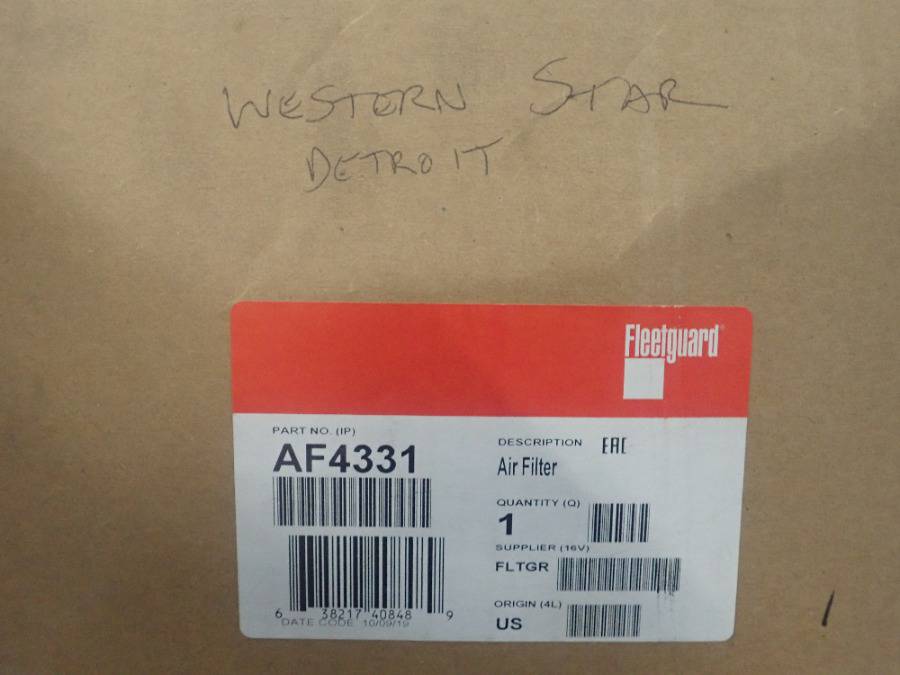 WESTERN STAR
DETROIT
Fleetguard
PART NO. (IP)
AF4331
DESCRIPTION EAC
Air Filter
QUANTITY (Q)
1
SUPPLIER (16V)
FLTGR
6 38217 40848 9
DATE CODE 10/09/19
ORIGIN (4L)
US